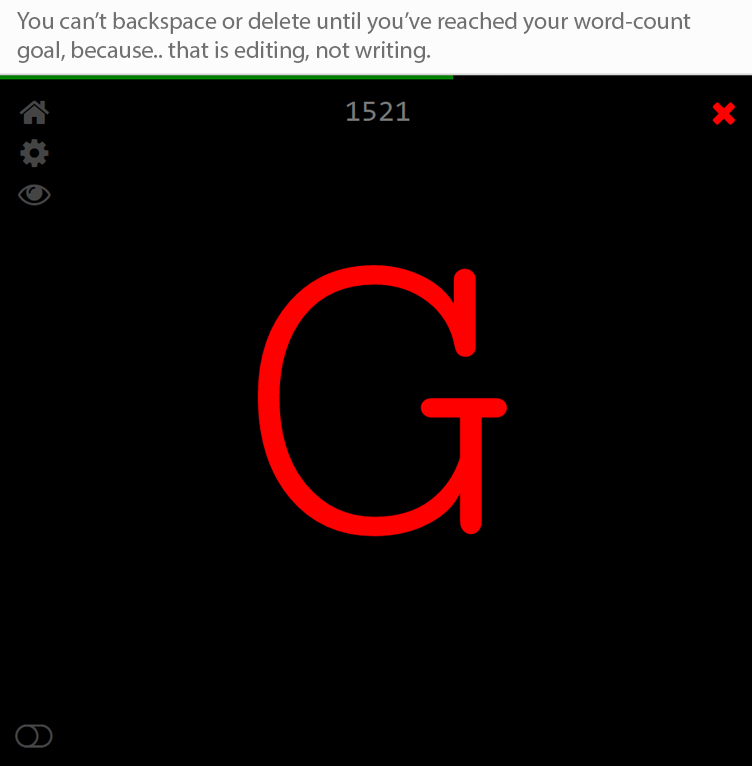 You can’t backspace or delete until you’ve reached your word-count
goal, because.. that is editing, not writing.
1521
G